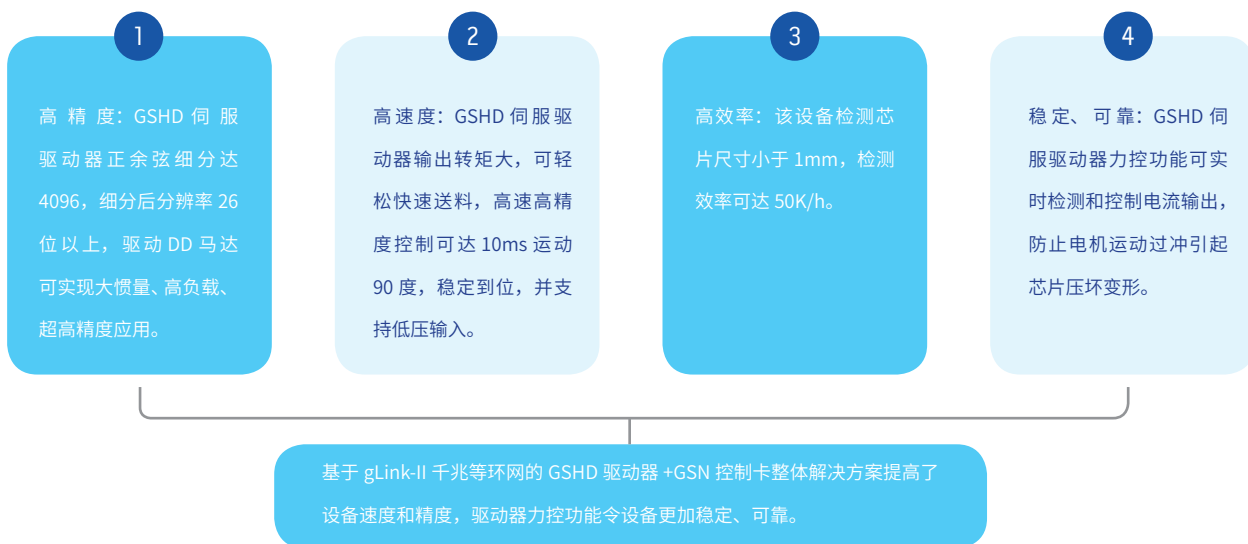 1
高精度：GSHD 伺服
驱动器正余弦细分达
4096，细分后分辨率 26
位以上，驱动 DD 马达
可实现大惯量、高负载、
超高精度应用。
2
高速度：GSHD 伺服驱
动器输出转矩大，可轻
松快速送料，高速高精
度控制可达 10ms 运动
90 度，稳定到位，并支
持低压输入。
3
高效率：该设备检测芯
片尺寸小于 1mm，检测
效率可达 50K/h。
4
稳定、可靠：GSHD 伺
服驱动器力控功能可实
时检测和控制电流输出，
防止电机运动过冲引起
芯片压坏变形。
基于 gLink-II 千兆等环网的 GSHD 驱动器 +GSN 控制卡整体解决方案提高了
设备速度和精度，驱动器力控功能令设备更加稳定、可靠。